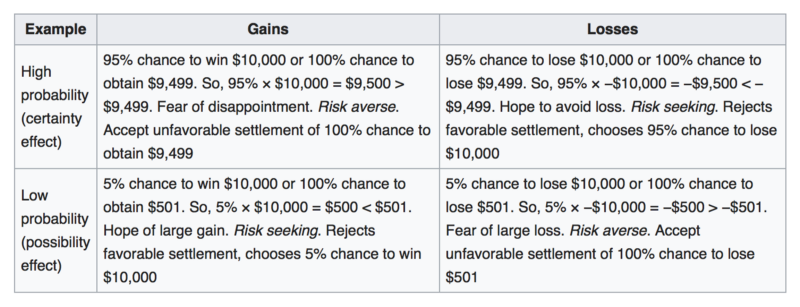 Example
Gains
Losses
High
probability
(certainty
effect)
95% chance to win $10,000 or 100% chance to
obtain $9,499. So, 95% × $10,000 = $9,500 >
$9,499. Fear of disappointment. Risk averse.
Accept unfavorable settlement of 100% chance to
obtain $9,499
95% chance to lose $10,000 or 100% chance to
lose $9,499. So, 95% × −$10,000 = −$9,500 < −
$9,499. Hope to avoid loss. Risk seeking. Rejects
favorable settlement, chooses 95% chance to lose
$10,000
Low
probability
(possibility
effect)
5% chance to win $10,000 or 100% chance to
obtain $501. So, 5% × $10,000 = $500 < $501.
Hope of large gain. Risk seeking. Rejects
favorable settlement, chooses 5% chance to win
$10,000
5% chance to lose $10,000 or 100% chance to
lose $501. So, 5% × −$10,000 = −$500 > −$501.
Fear of large loss. Risk averse. Accept
unfavorable settlement of 100% chance to lose
$501